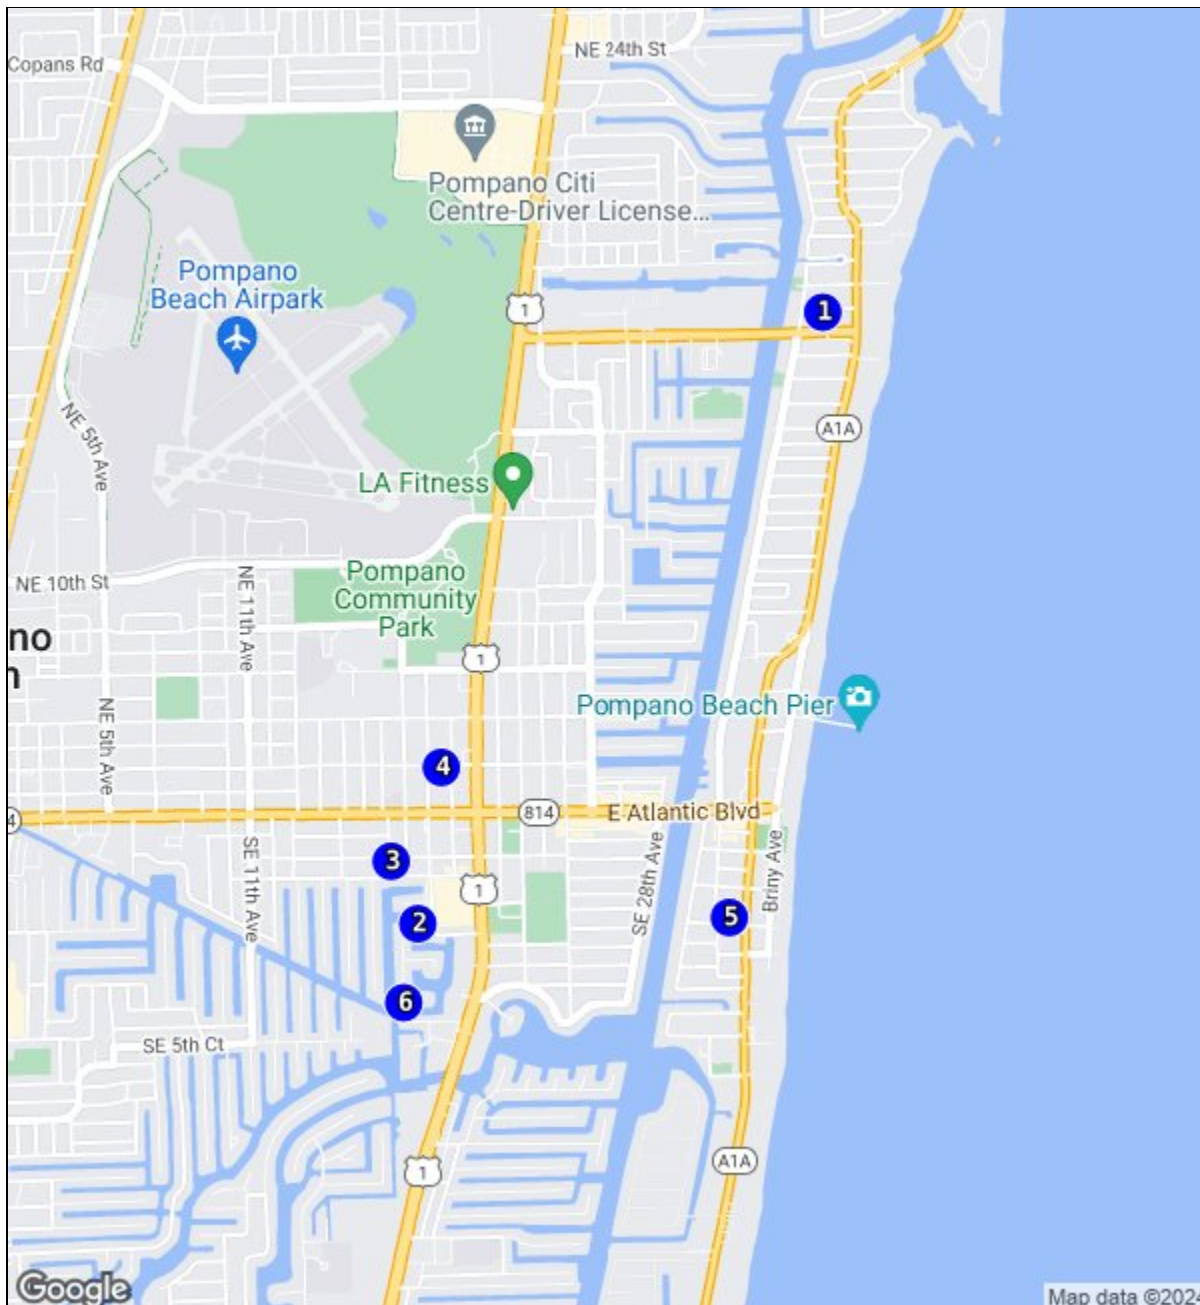 NE 24th St
Copans Rd
Pompano Citi
Centre-Driver License...
Pompano
Beach Airpark
1
1
A1A
NE 5th Ave
LA Fitness
NE 10th St
NE 11th Ave
Pompano
Community
Park
no
n
1
Pompano Beach Pier
NE 5th Ave
4
4
814
E Atlantic Blvd
SE 11th Ave
3
1
SE 28th Ave
Briny Ave
2
5
6
SE 5th Ct
1
A1A
Google
Map data ©2024